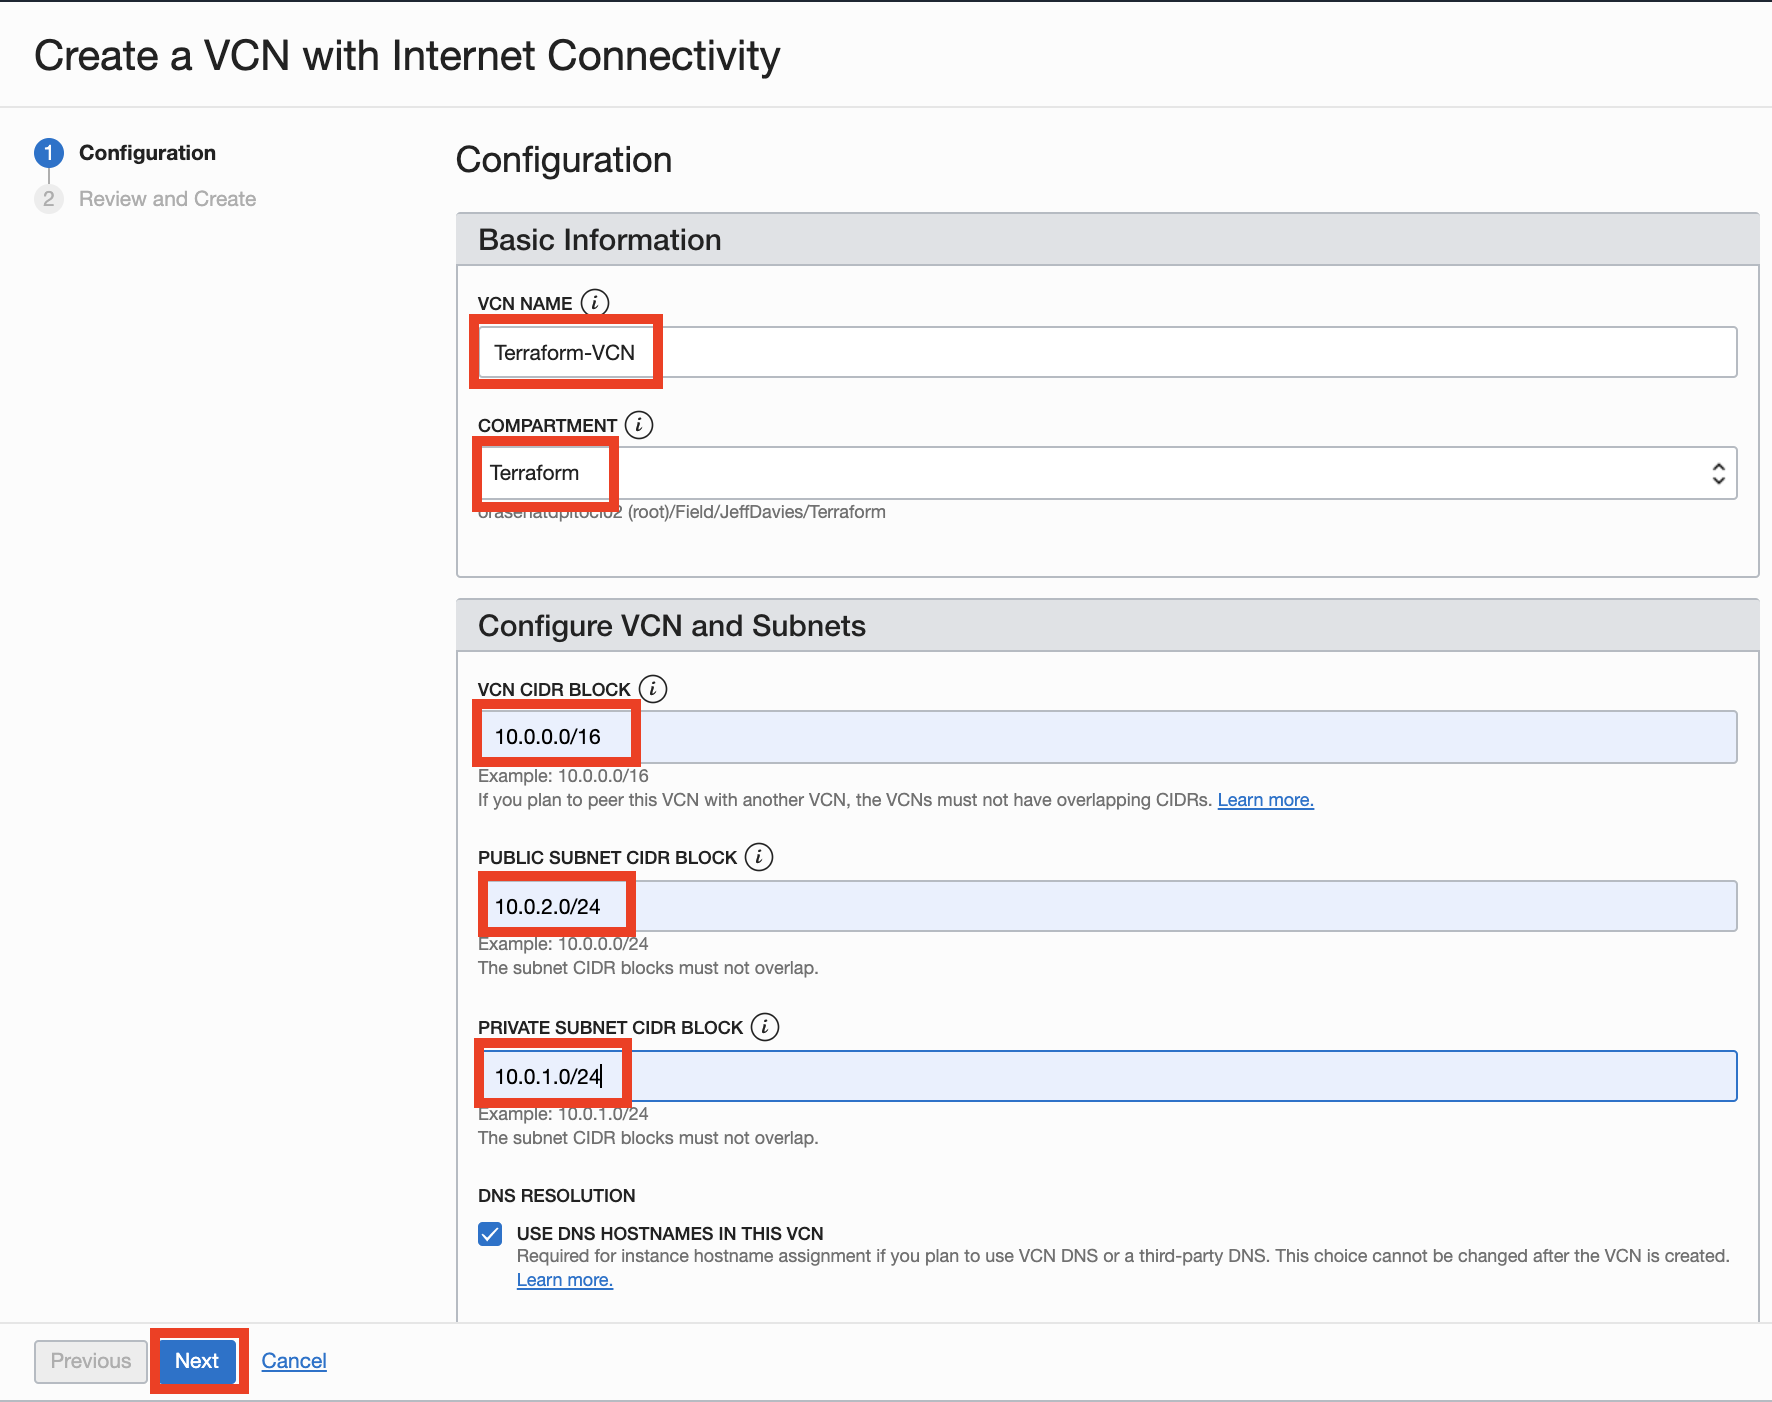 Create a VCN with Internet Connectivity
1 Configuration
2 Review and Create
Configuration
Basic Information
VCN NAME i
Terraform-VCN
COMPARTMENT i
Terraform
(root)/Field/JeffDavies/Terraform
Configure VCN and Subnets
VCN CIDR BLOCK i
10.0.0.0/16
Example: 10.0.0.0/16
If you plan to peer this VCN with another VCN, the VCNs must not have overlapping CIDRs. Learn more.
PUBLIC SUBNET CIDR BLOCK i
10.0.2.0/24
Example: 10.0.0.0/24
The subnet CIDR blocks must not overlap.
PRIVATE SUBNET CIDR BLOCK i
10.0.1.0/24
Example: 10.0.1.0/24
The subnet CIDR blocks must not overlap.
DNS RESOLUTION
USE DNS HOSTNAMES IN THIS VCN
Required for instance hostname assignment if you plan to use VCN DNS or a third-party DNS. This choice cannot be changed after the VCN is created.
Learn more.
Previous Next Cancel